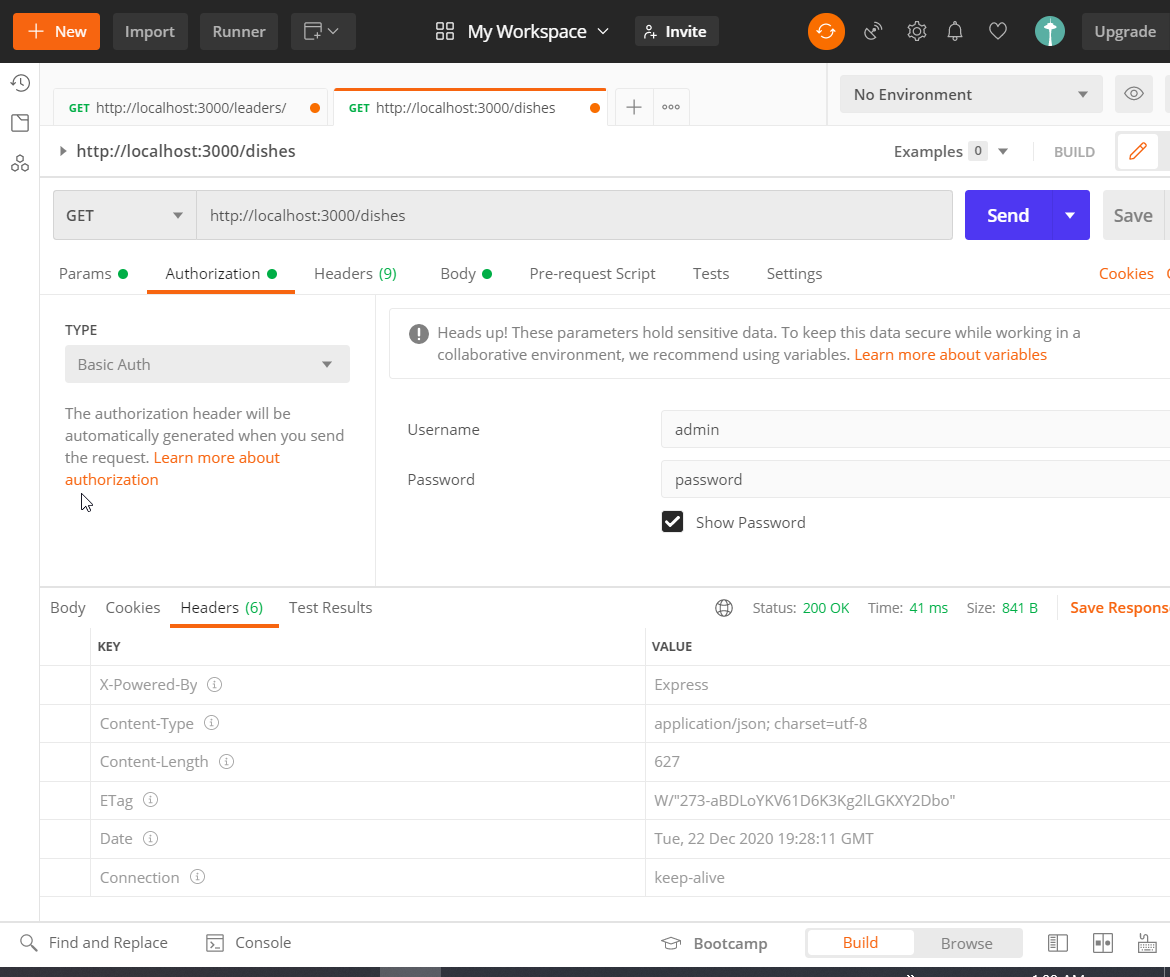 New
Import
Runner
My Workspace
Invite
Upgrade
GET http://localhost:3000/leaders/
GET http://localhost:3000/dishes
No Environment
http://localhost:3000/dishes
Examples 0
BUILD
GET
http://localhost:3000/dishes
Send
Save
Params
Authorization
Headers (9)
Body
Pre-request Script
Tests
Settings
Cookies
TYPE
Basic Auth
The authorization header will be
automatically generated when you send
the request. Learn more about
authorization
Heads up! These parameters hold sensitive data. To keep this data secure while working in a
collaborative environment, we recommend using variables. Learn more about variables
Username
admin
Password
password
Show Password
Body
Cookies
Headers (6)
Test Results
Status: 200 OK
Time: 41 ms
Size: 841 B
Save Respons
KEY
VALUE
X-Powered-By
Express
Content-Type
application/json; charset=utf-8
Content-Length
627
ETag
W/"273-aBDLoYKV61D6K3Kg2lLGKXY2Dbo"
Date
Tue, 22 Dec 2020 19:28:11 GMT
Connection
keep-alive
Find and Replace
Console
Bootcamp
Build
Browse